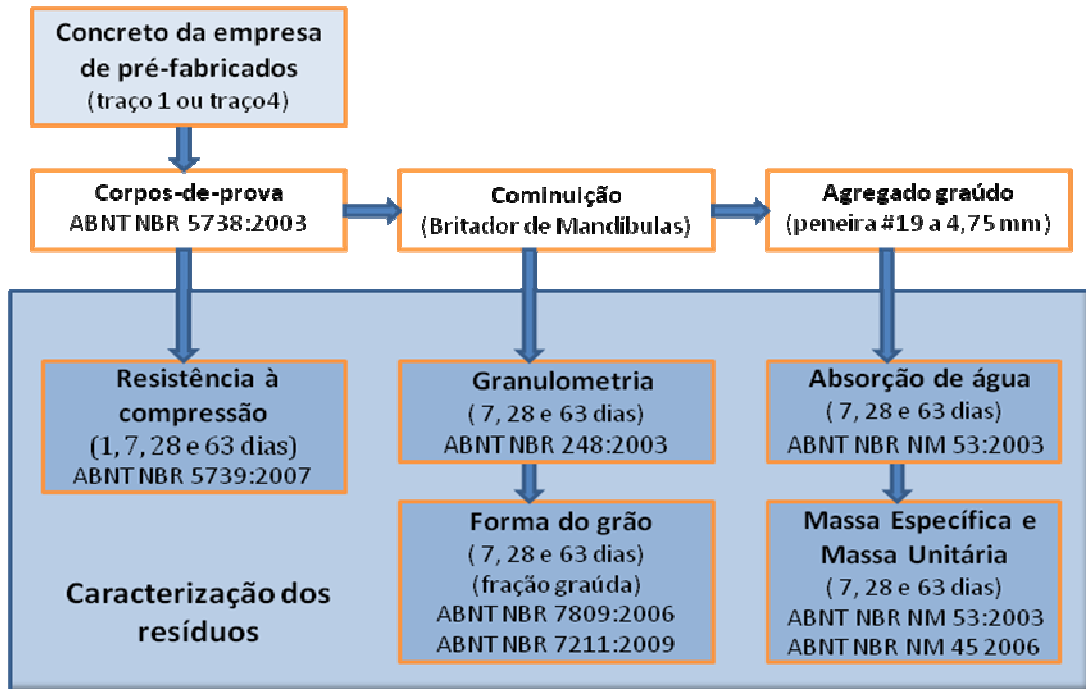 Concreto da empresa
de pré-fabricados
(traço 1 ou traço4)
Corpos-de-prova
ABNT NBR 5738:2003
Cominuição
(Britador de Mandíbulas)
Agregado graúdo
(peneira #19 a 4,75 mm)
Resistência à
compressão
(1, 7, 28 e 63 dias)
ABNT NBR 5739:2007
Granulometria
( 7, 28 e 63 dias)
ABNT NBR 248:2003
Absorção de água
( 7, 28 e 63 dias)
ABNT NBR NM 53:2003
Forma do grão
( 7, 28 e 63 dias)
(fração graúda)
ABNT NBR 7809:2006
ABNT NBR 7211:2009
Massa Específica e
Massa Unitária
( 7, 28 e 63 dias)
ABNT NBR NM 53:2003
ABNT NBR NM 45 2006
Caracterização dos
resíduos